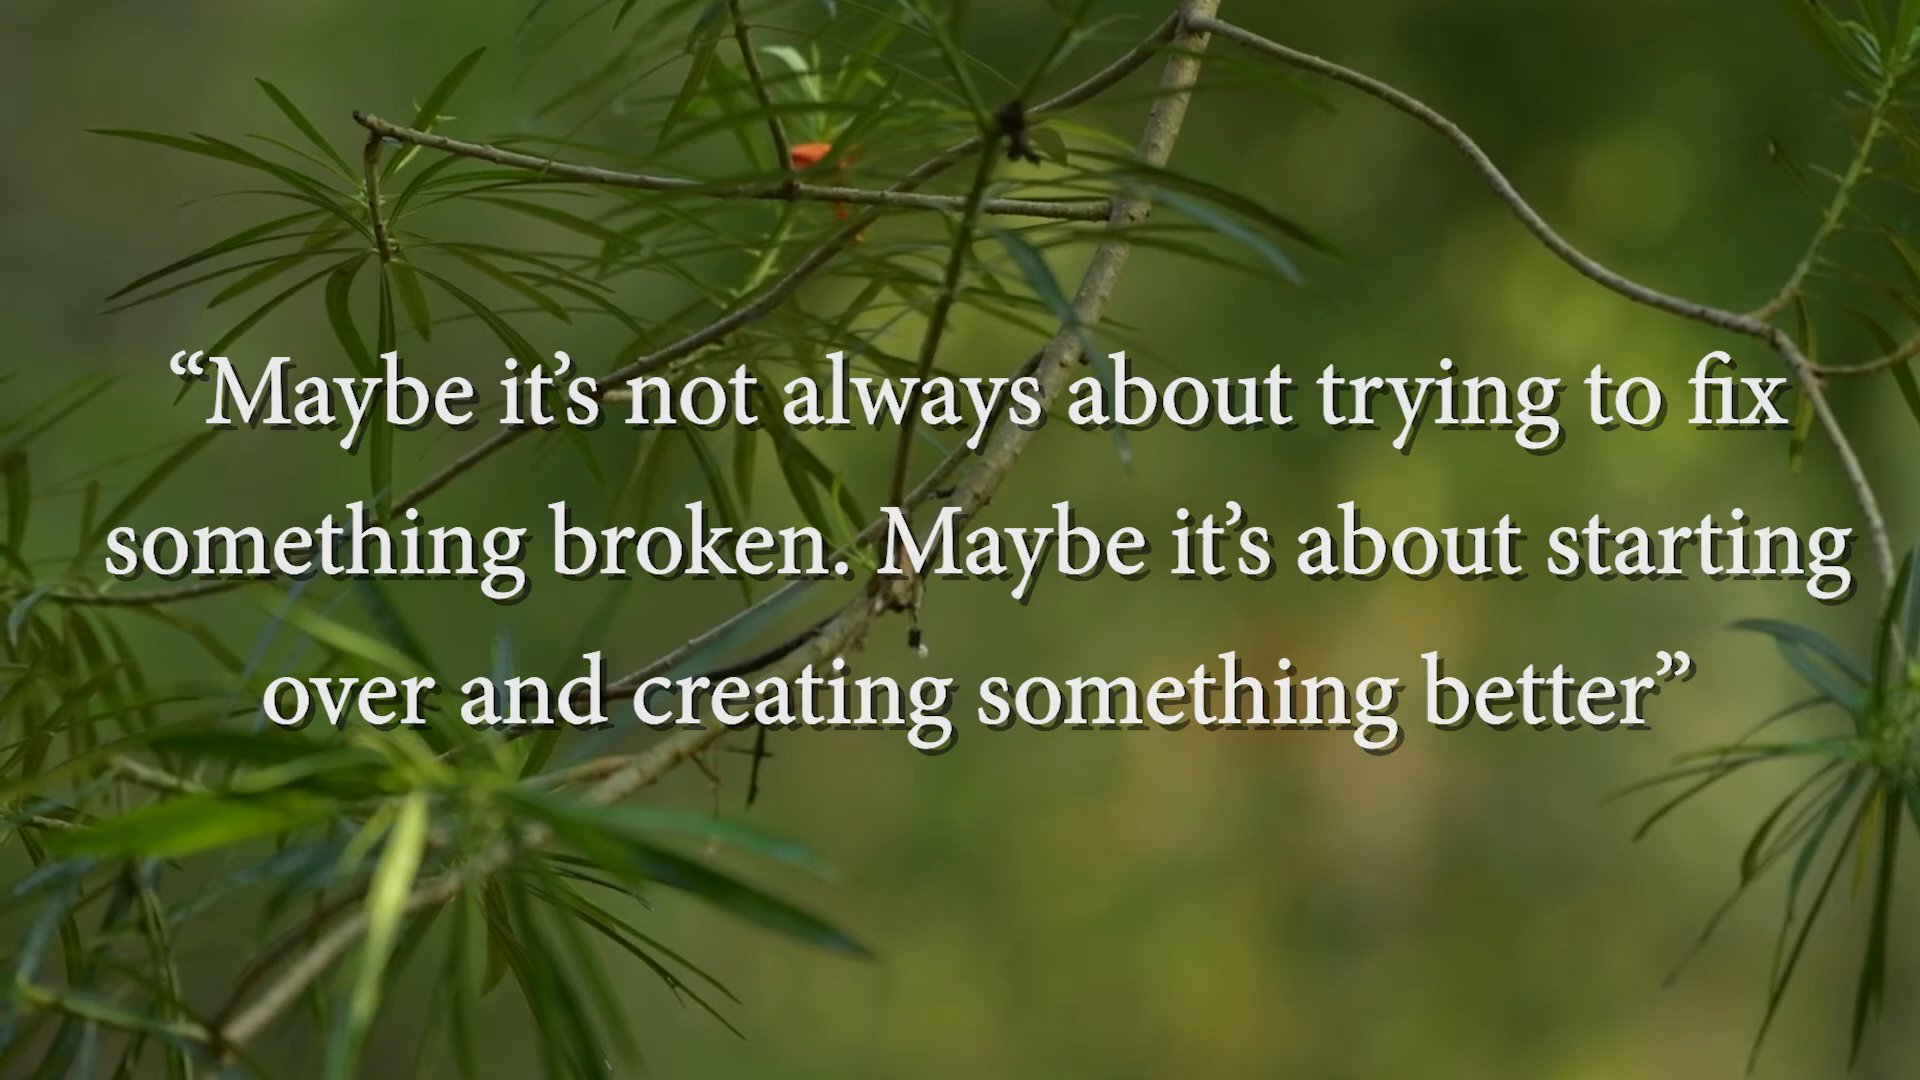 “Maybe it’s not always about trying to fix
something broken. Maybe it’s about starting
over and creating something better”